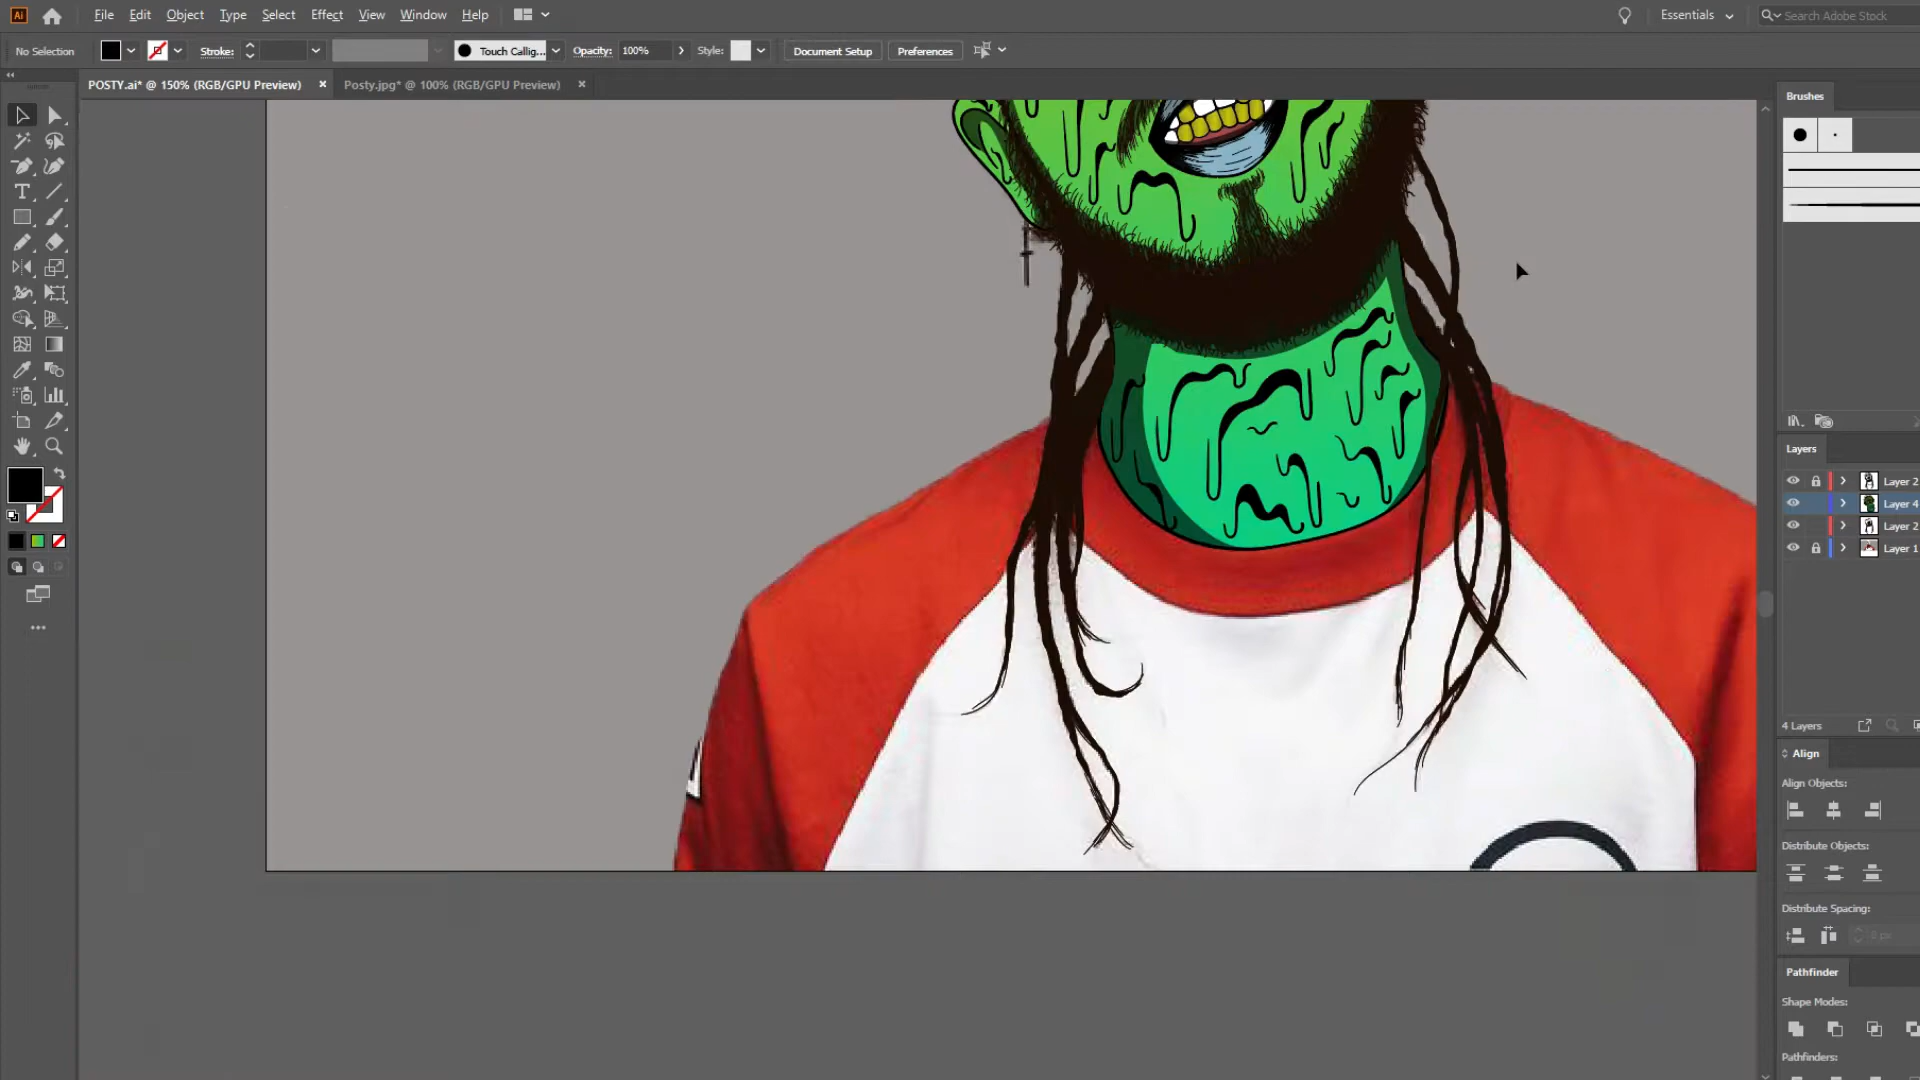 Ai File Edit Object Type Select Effect View Window Help Essentials Search Adobe Stock
No Selection Stroke: Touch Callig... Opacity: 100% Style: Document Setup Preferences
POSTY.ai* @ 150% (RGB/GPU Preview) × Posty.jpg* @ 100% (RGB/GPU Preview) ×
Brushes
Layers
Layer 2
Layer 4
Layer 2
Layer 1
4 Layers
Align
Align Objects:
Distribute Objects:
Distribute Spacing:
0 px
Pathfinder
Shape Modes:
Pathfinders: